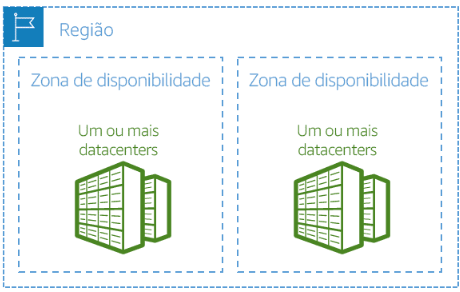 Região
Zona de disponibilidade
Um ou mais
datacenters
Zona de disponibilidade
Um ou mais
datacenters